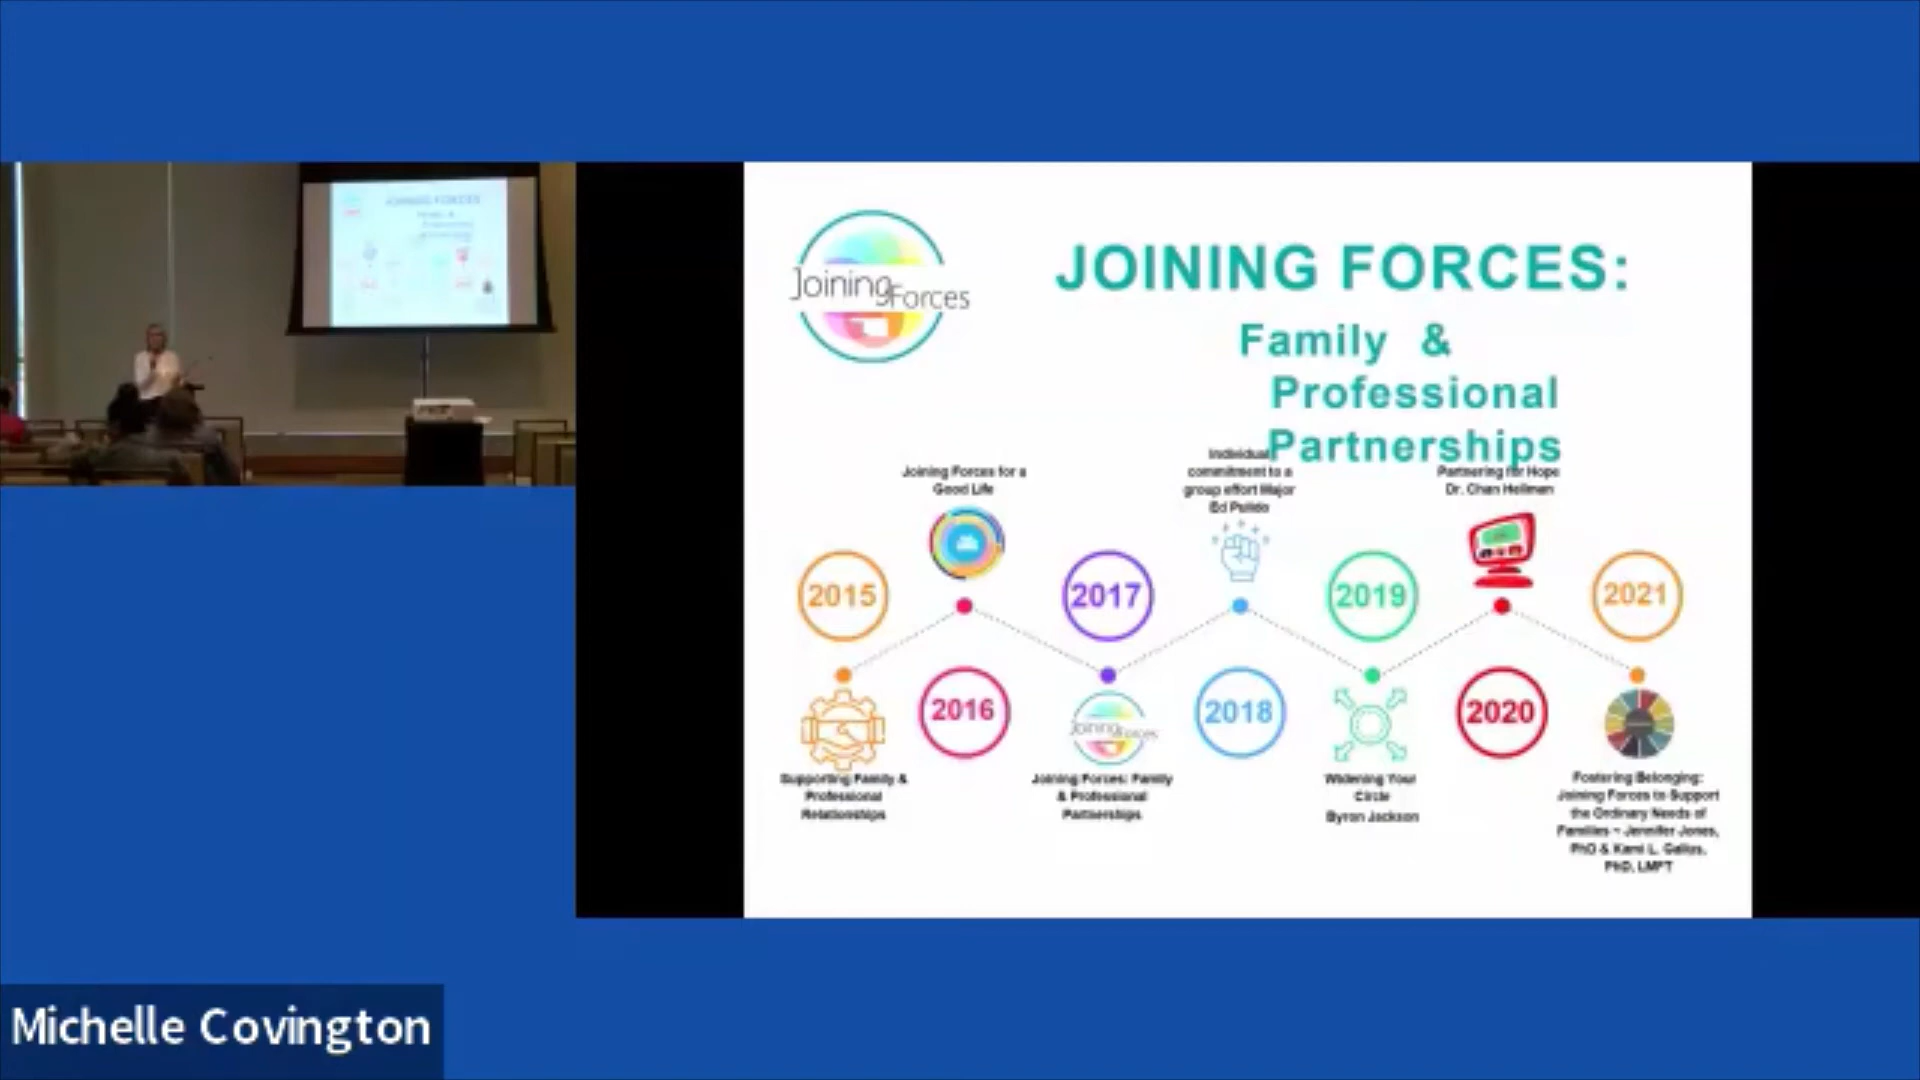 Joining Forces
JOINING FORCES:
Family &
Professional
Partnerships
Joining Forces for a
Good Life
Individual
commitment to a
group effort Major
Ed Pulido
Partnering for Hope
Dr. Chan Hellman
2015
2017
2019
2021
2016
2018
2020
Joining Forces
Supporting Family &
Professional
Relationships
Joining Forces: Family
& Professional
Partnerships
Widening Your
Circle
Byron Jackson
Fostering Belonging:
Joining Forces to Support
the Ordinary Needs of
Families ~ Jennifer Jones,
PhD & Kami L. Gallus,
PhD, LMFT
Michelle Covington